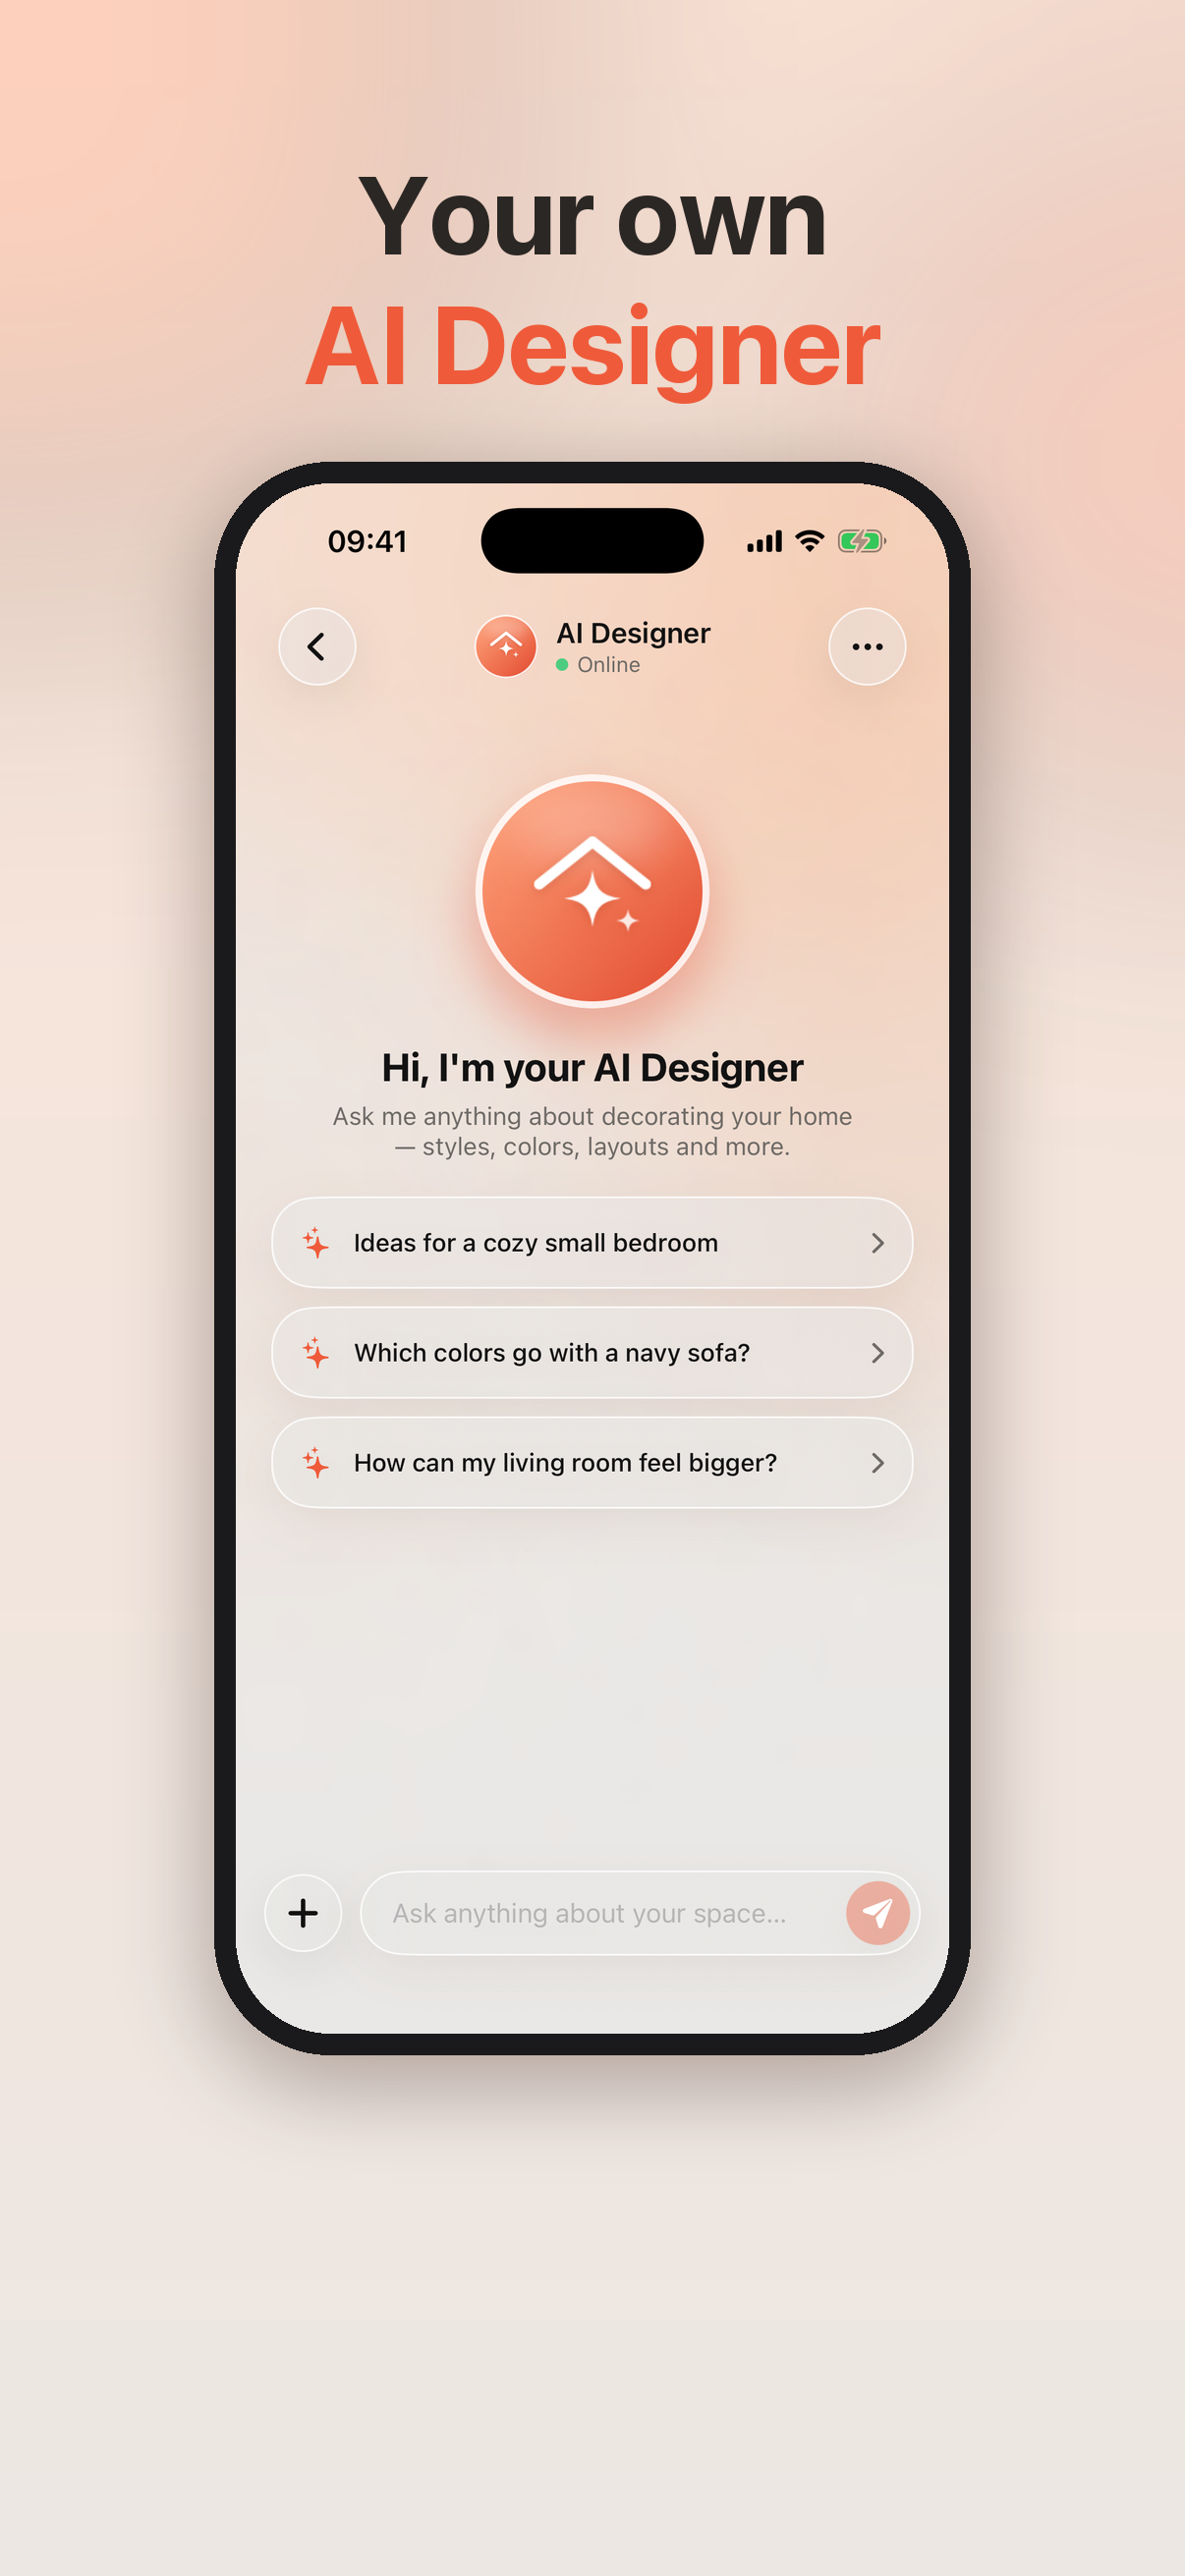 Your own
AI Designer
09:41
AI Designer
Online
Hi, I'm your AI Designer
Ask me anything about decorating your home
— styles, colors, layouts and more.
Ideas for a cozy small bedroom
Which colors go with a navy sofa?
How can my living room feel bigger?
Ask anything about your space...